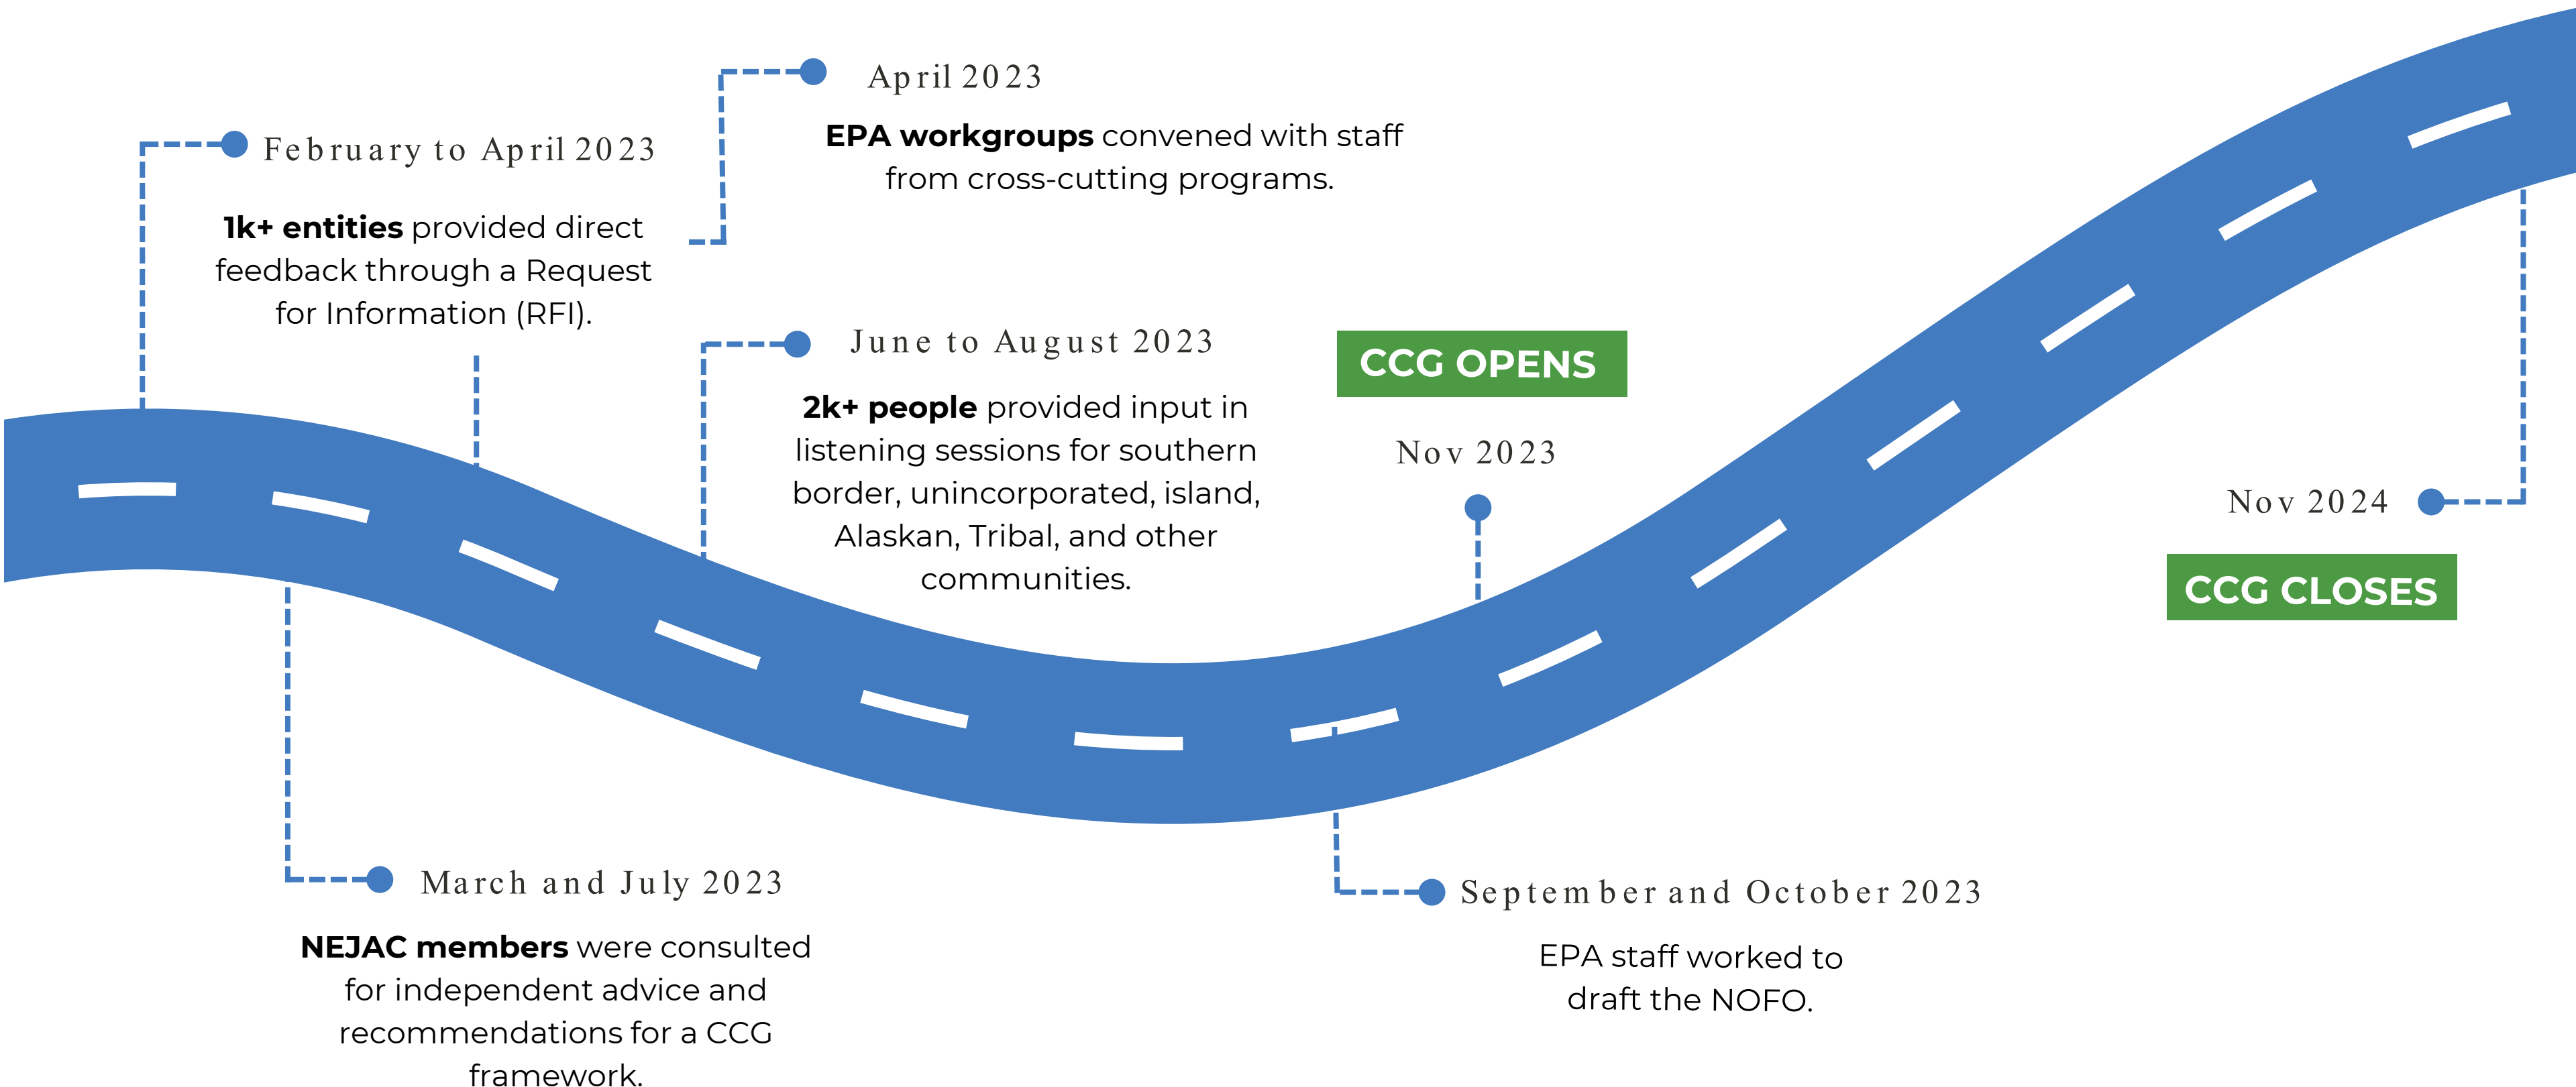 February to April 2023
1k+ entities provided direct
feedback through a Request
for Information (RFI).
April 2023
EPA workgroups convened with staff
from cross-cutting programs.
June to August 2023
2k+ people provided input in
listening sessions for southern
border, unincorporated, island,
Alaskan, Tribal, and other
communities.
CCG OPENS
Nov 2023
Nov 2024
CCG CLOSES
March and July 2023
NEJAC members were consulted
for independent advice and
recommendations for a CCG
framework.
September and October 2023
EPA staff worked to
draft the NOFO.